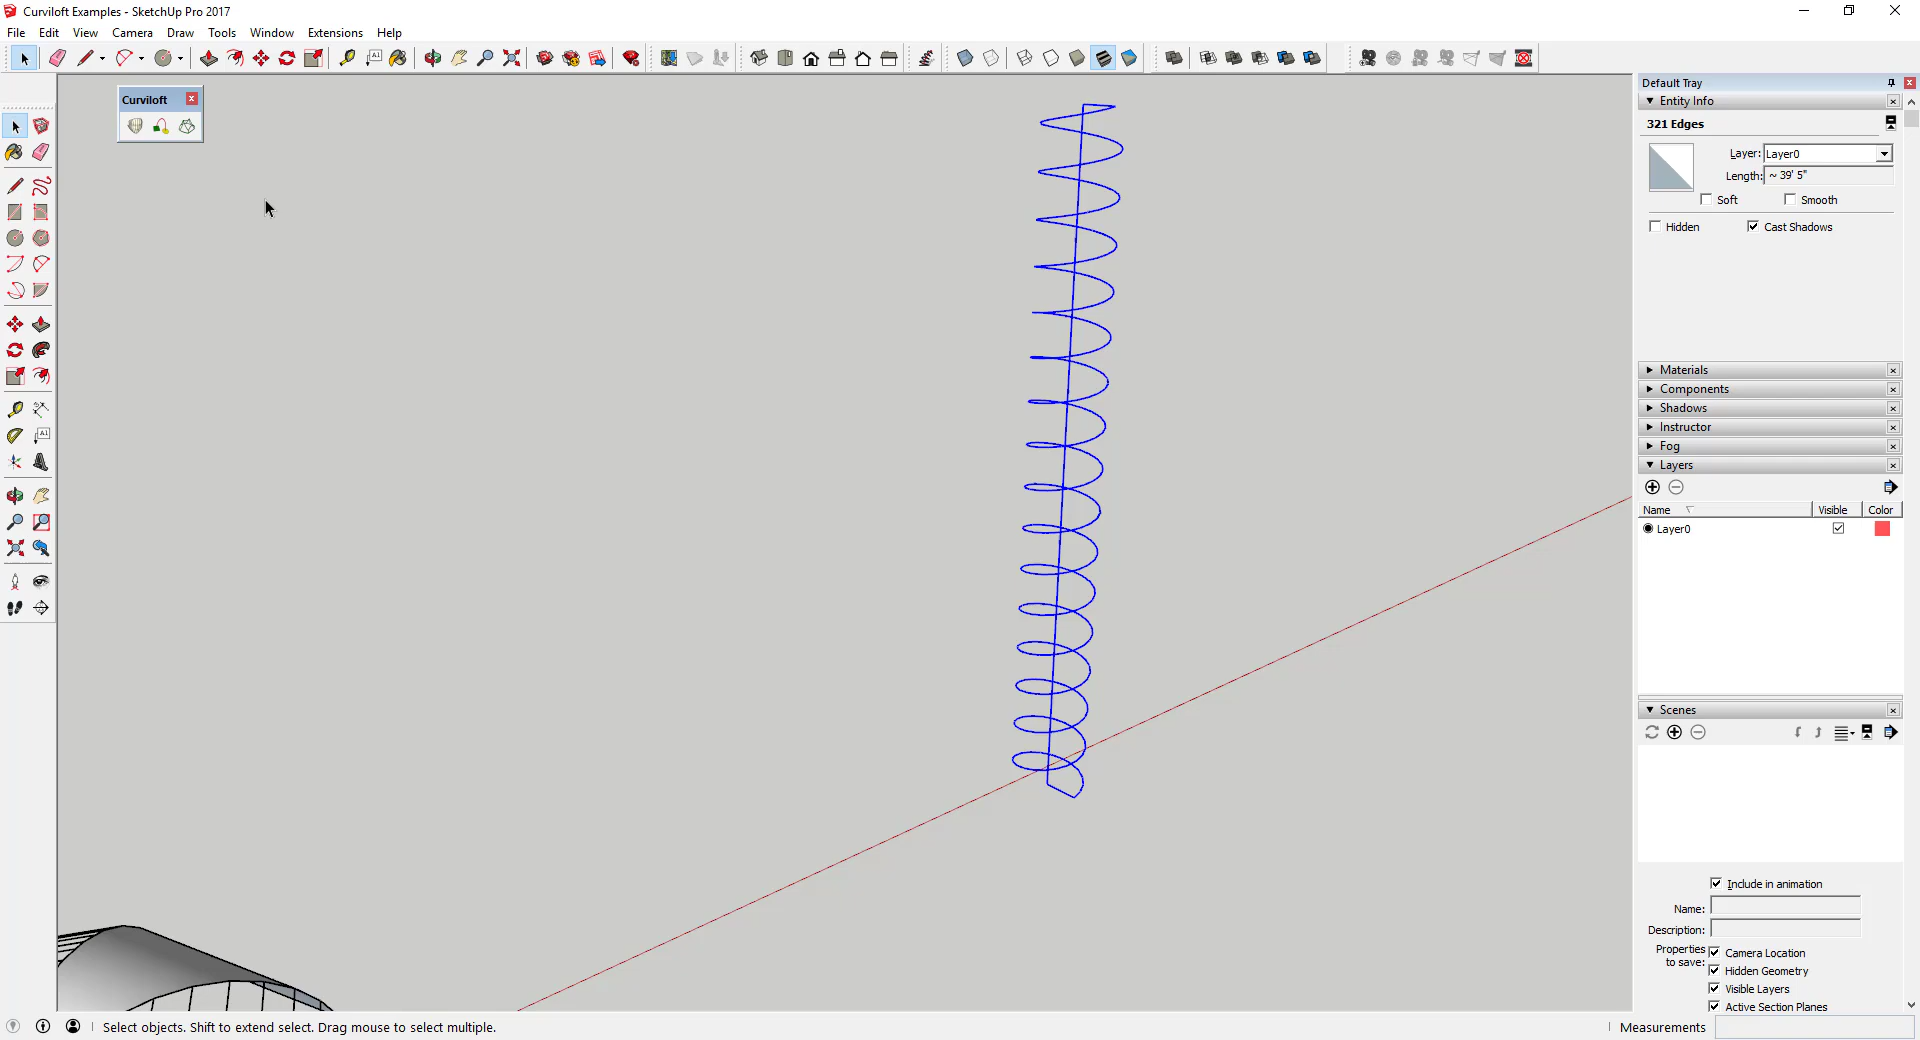 Curviloft Examples - SketchUp Pro 2017
File Edit View Camera Draw Tools Window Extensions Help
Curviloft
Default Tray
Entity Info
321 Edges
Layer: Layer0
Length: ~ 39' 5"
Soft Smooth
Hidden Cast Shadows
Materials
Components
Shadows
Instructor
Fog
Layers
Name Visible Color
Layer0
Scenes
Include in animation
Name:
Description:
Properties to save:
Camera Location
Hidden Geometry
Visible Layers
Active Section Planes
Select objects. Shift to extend select. Drag mouse to select multiple.
Measurements